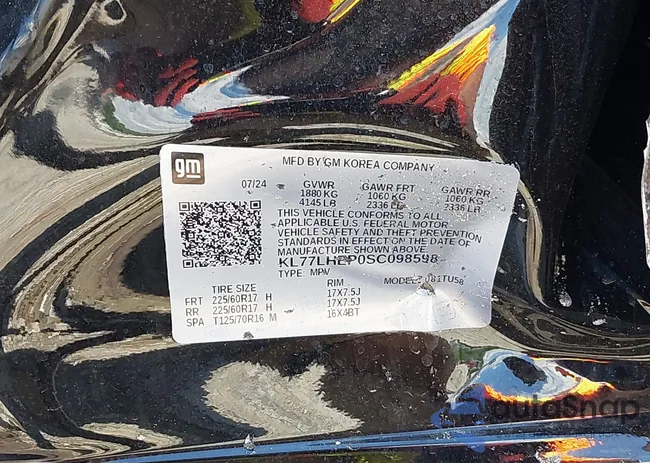 gm
MFD BY GM KOREA COMPANY
07/24 GVWR GAWR FRT GAWR RR
1880 KG 1060 KG 1060 KG
4145 LB 2336 LB 2336 LB
THIS VEHICLE CONFORMS TO ALL
APPLICABLE U.S. FEDERAL MOTOR
VEHICLE SAFETY AND THEFT PREVENTION
STANDARDS IN EFFECT ON THE DATE OF
MANUFACTURE SHOWN ABOVE.
KL77LHEP0SC098598
TYPE: MPV MODEL:
TIRE SIZE RIM
FRT 225/60R17 H 17X7.5J
RR 225/60R17 H 17X7.5J
SPA T125/70R16 M 16X4BT